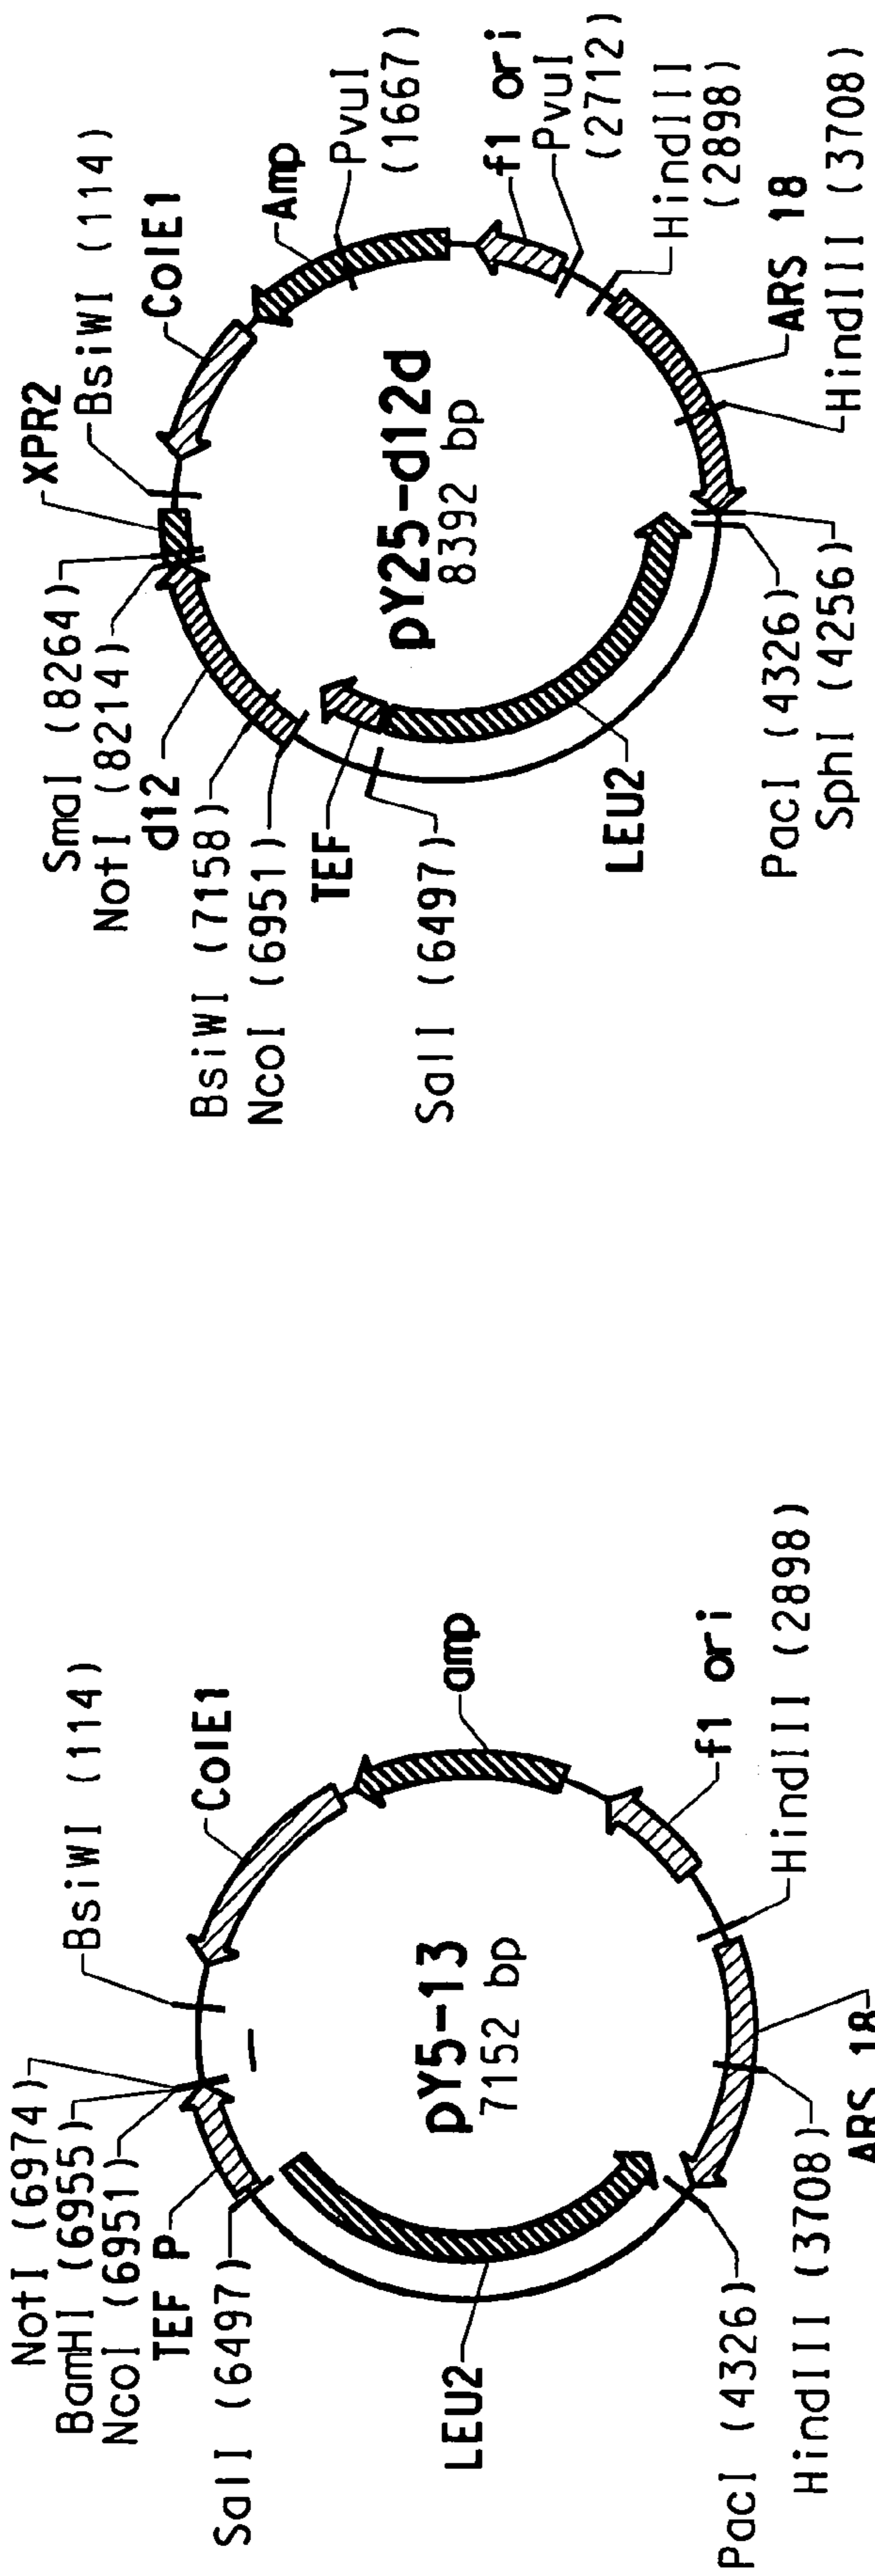 NotI (6974)
BamHI (6955)
NcoI (6951)
TEF P
SalI (6497)
BsiWI (114)
ColE1
amp
f1 ori
HindIII (2898)
ARS 18
HindIII (3708)
PacI (4326)
LEU2
pY5-13
7152 bp
XPR2
BsiWI (114)
ColE1
Amp
PvuI
(1667)
f1 ori
PvuI
(2712)
HindIII
(2898)
ARS 18
HindIII (3708)
SmaI (8264)
NotI (8214)
d12
BsiWI (7158)
NcoI (6951)
TEF
SalI (6497)
LEU2
PacI (4326)
SphI (4256)
pY25-d12d
8392 bp